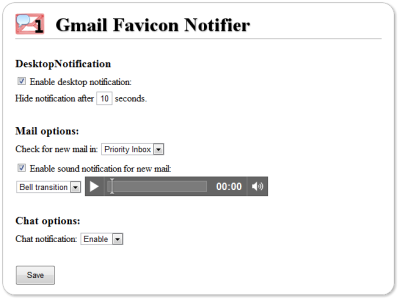 1 Gmail Favicon Notifier
DesktopNotification
Enable desktop notification:
Hide notification after 10 seconds.
Mail options:
Check for new mail in: Priority Inbox
Enable sound notification for new mail:
Bell transition 00:00
Chat options:
Chat notification: Enable
Save